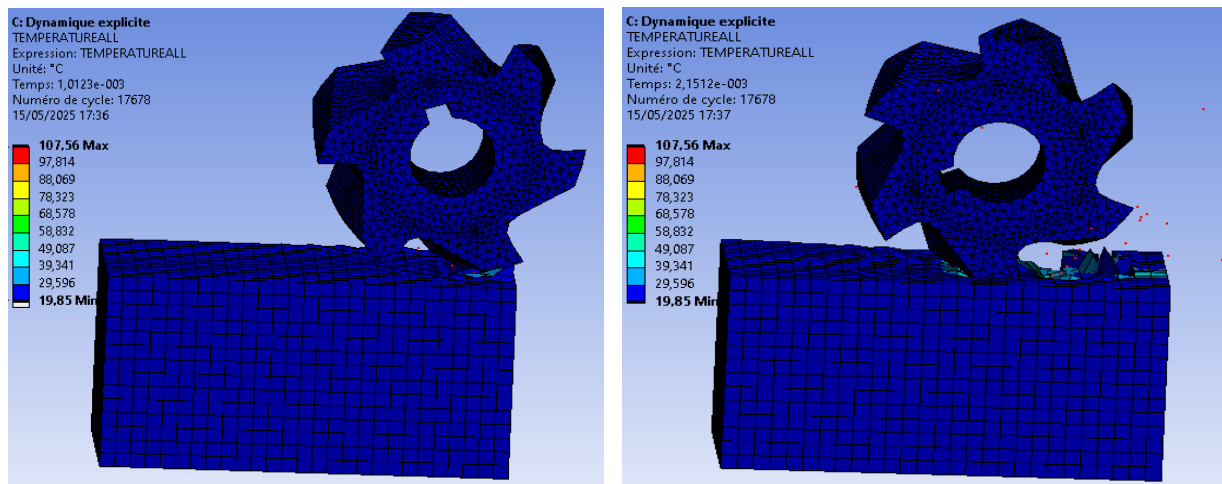 C: Dynamique explicite
TEMPERATUREALL
Expression: TEMPERATUREALL
Unité: °C
Temps: 1,0123e-003
Numéro de cycle: 17678
15/05/2025 17:36
107,56 Max
97,814
88,069
78,323
68,578
58,832
49,087
39,341
29,596
19,85 Min
C: Dynamique explicite
TEMPERATUREALL
Expression: TEMPERATUREALL
Unité: °C
Temps: 2,1512e-003
Numéro de cycle: 17678
15/05/2025 17:37
107,56 Max
97,814
88,069
78,323
68,578
58,832
49,087
39,341
29,596
19,85 Min